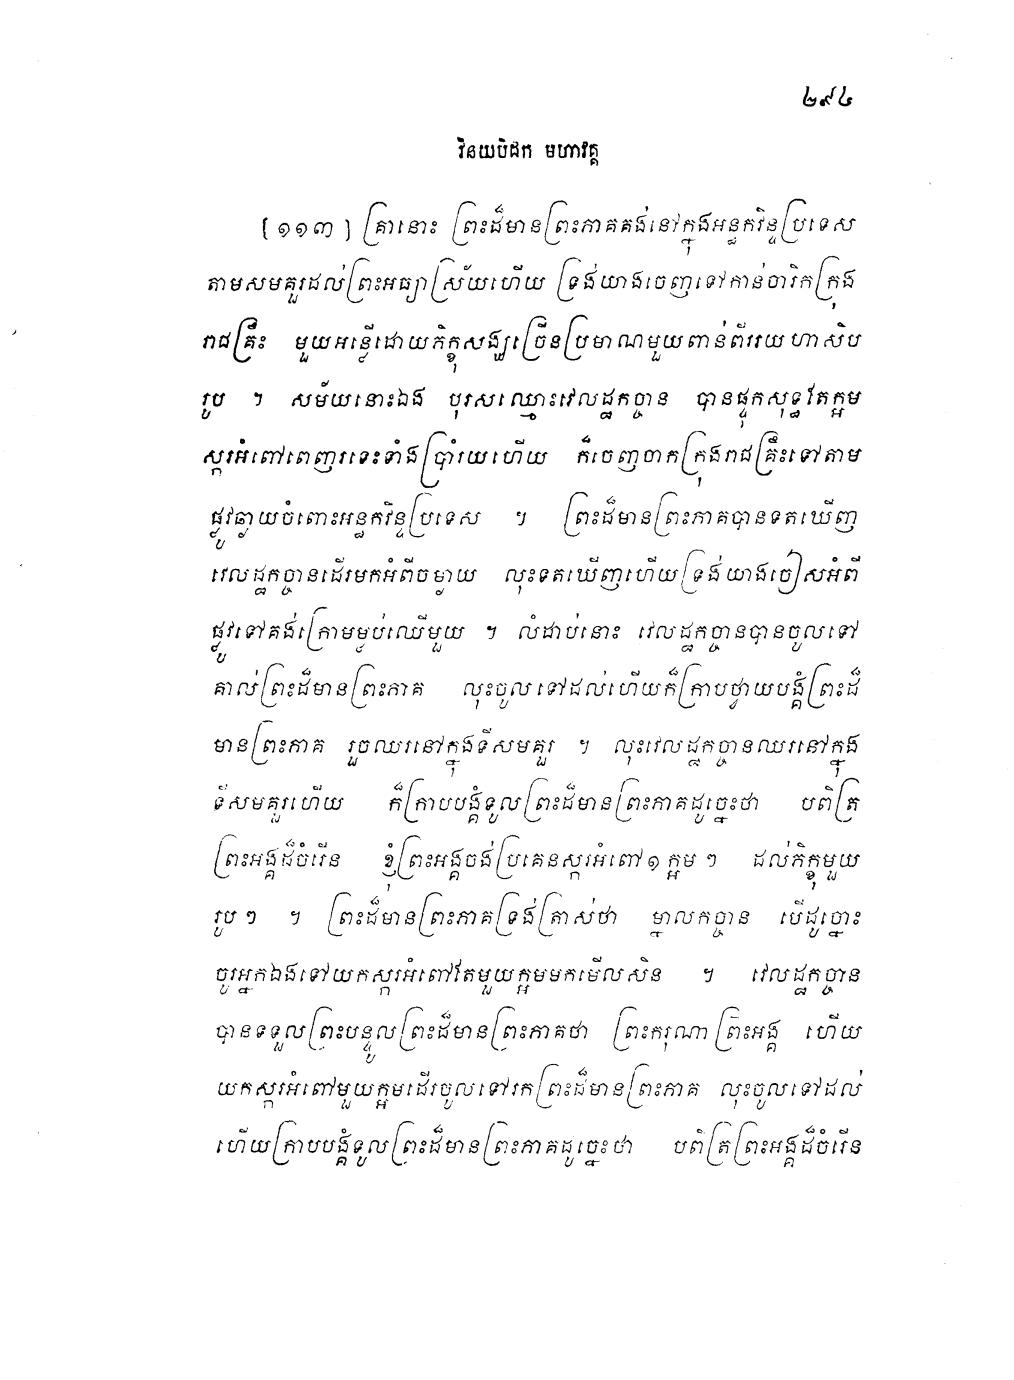 ២៩៤
វិនយបិដក មហាវគ្គ
[១១៣] គ្រានោះ ព្រះដ៏មានព្រះភាគគង់នៅក្នុងអន្ធកវិន្ទប្រទេស
តាមសមគួរដល់ព្រះអធ្យាស្រ័យហើយ ទ្រង់យាងចេញទៅកាន់ចារិកក្រុង
រាជគ្រឹះ មួយអន្លើដោយភិក្ខុសង្ឃច្រើនប្រមាណមួយពាន់ពីររយហាសិប
រូប ។ សម័យនោះឯង បុរសឈ្មោះវេលដ្ឋកច្ចាន បានផ្ទុកសុទ្ធតែក្អម
ស្ករអំពៅពេញរទេះទាំងប្រាំរយហើយ ក៏ចេញចាកក្រុងរាជគ្រឹះទៅតាម
ផ្លូវឆ្លាយចំពោះអន្ធកវិន្ទប្រទេស ។ ព្រះដ៏មានព្រះភាគបានទតឃើញ
វេលដ្ឋកច្ចានដើរមកអំពីចម្លាយ លុះទតឃើញហើយទ្រង់យាងចៀសអំពី
ផ្លូវទៅគង់ក្រោមម្លប់ឈើមួយ ។ លំដាប់នោះ វេលដ្ឋកច្ចានបានចូលទៅ
គាល់ព្រះដ៏មានព្រះភាគ លុះចូលទៅដល់ហើយក៏ក្រាបថ្វាយបង្គំព្រះដ៏
មានព្រះភាគ រួចឈរនៅក្នុងទីសមគួរ ។ លុះវេលដ្ឋកច្ចានឈរនៅក្នុង
ទីសមគួរហើយ ក៏ក្រាបបង្គំទូលព្រះដ៏មានព្រះភាគដូច្នេះថា បពិត្រ
ព្រះអង្គដ៏ចំរើន ខ្ញុំព្រះអង្គចង់ប្រគេនស្ករអំពៅ១ក្អមៗ ដល់ភិក្ខុមួយ
រូបៗ ។ ព្រះដ៏មានព្រះភាគទ្រង់ត្រាស់ថា ម្នាលកច្ចាន បើដូច្នោះ
ចូរអ្នកឯងទៅយកស្ករអំពៅតែមួយក្អមមកមើលសិន ។ វេលដ្ឋកច្ចាន
បានទទួលព្រះបន្ទូលព្រះដ៏មានព្រះភាគថា ព្រះករុណាព្រះអង្គ ហើយ
យកស្ករអំពៅមួយក្អមដើរចូលទៅរកព្រះដ៏មានព្រះភាគ លុះចូលទៅដល់
ហើយក្រាបបង្គំទូលព្រះដ៏មានព្រះភាគដូច្នេះថា បពិត្រព្រះអង្គដ៏ចំរើន